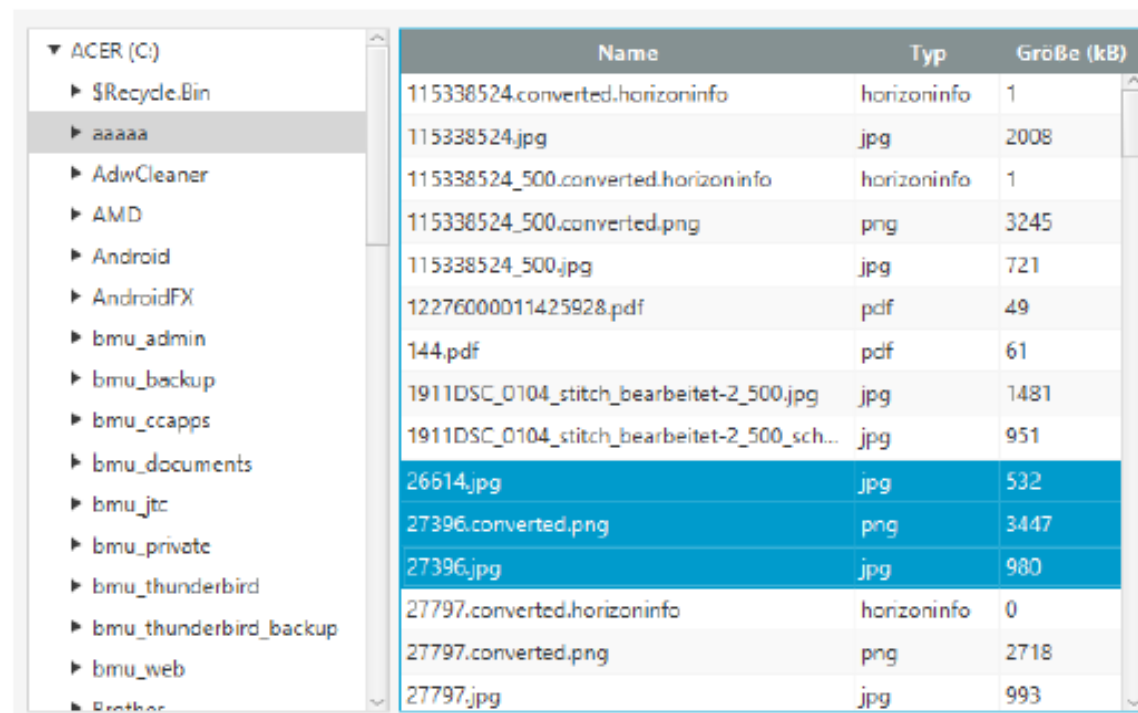 ACER (C:)
$Recycle.Bin
aaaaa
AdwCleaner
AMD
Android
AndroidFX
bmu_admin
bmu_backup
bmu_ccapps
bmu_documents
bmu_jtc
bmu_private
bmu_thunderbird
bmu_thunderbird_backup
bmu_web
Brother
Name Typ Größe (kB)
115338524.converted.horizoninfo horizoninfo 1
115338524.jpg jpg 2008
115338524_500.converted.horizoninfo horizoninfo 1
115338524_500.converted.png png 3245
115338524_500.jpg jpg 721
12276000011425928.pdf pdf 49
144.pdf pdf 61
1911DSC_0104_stitch_bearbeitet-2_500.jpg jpg 1481
1911DSC_0104_stitch_bearbeitet-2_500_sch... jpg 951
26614.jpg jpg 532
27396.converted.png png 3447
27396.jpg jpg 980
27797.converted.horizoninfo horizoninfo 0
27797.converted.png png 2718
27797.jpg jpg 993